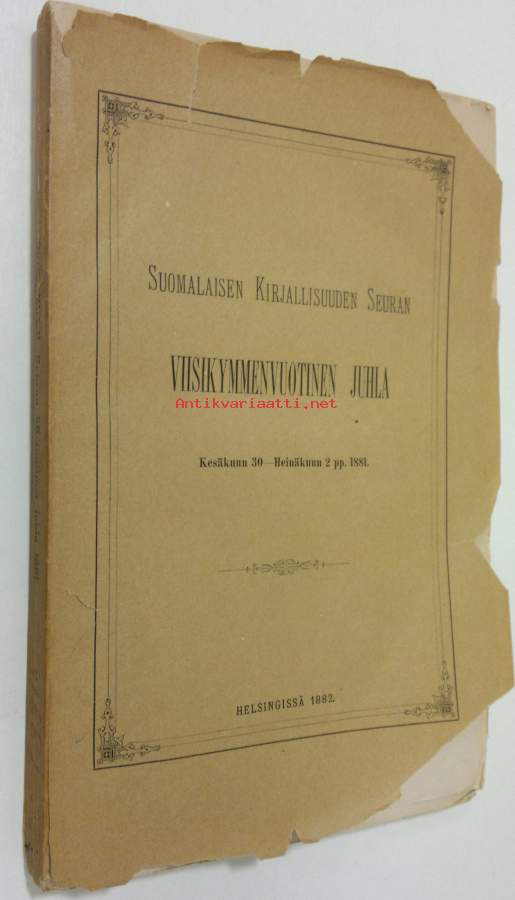 SUOMALAISEN KIRJALLISUUDEN SEURAN
VIISIKYMMENVUOTINEN JUHLA
Antikvariaatti.net
Kesäkuun 30—Heinäkuun 2 pp. 1881.
HELSINGISSÄ 1882.